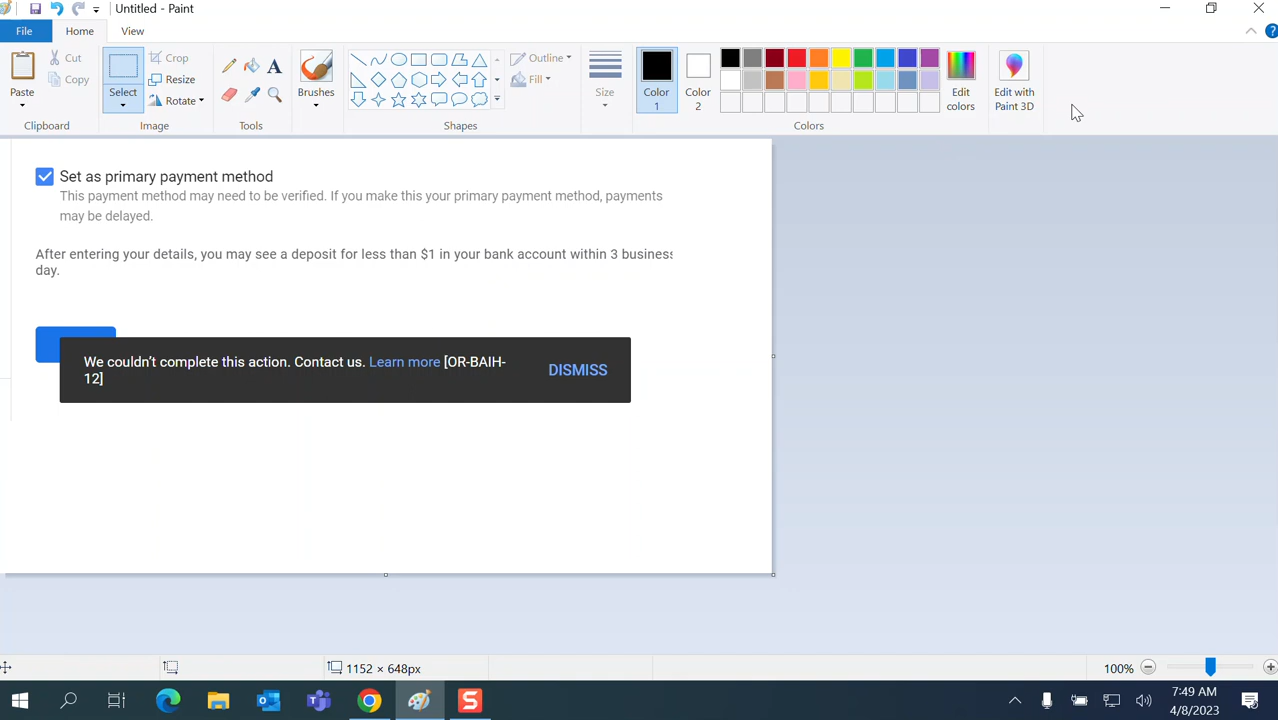 Untitled - Paint
File
Home
View
Paste
Cut
Copy
Select
Crop
Resize
Rotate
Brushes
Outline
Fill
Size
Color
1
Color
2
Edit
colors
Edit with
Paint 3D
Clipboard
Image
Tools
Shapes
Colors
Set as primary payment method
This payment method may need to be verified. If you make this your primary payment method, payments
may be delayed.
After entering your details, you may see a deposit for less than $1 in your bank account within 3 business
day.
We couldn't complete this action. Contact us. Learn more [OR-BAIH-
12]
DISMISS
1152 × 648px
100%
7:49 AM
4/8/2023